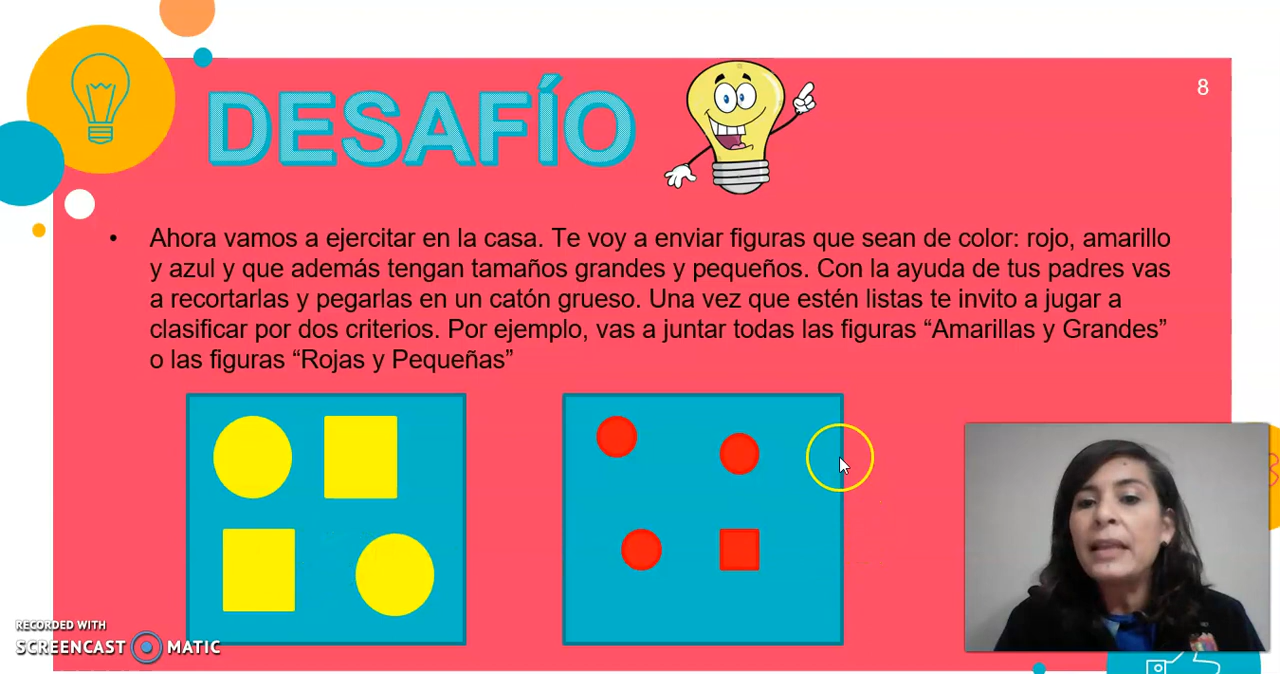 8
DESAFÍO
• Ahora vamos a ejercitar en la casa. Te voy a enviar figuras que sean de color: rojo, amarillo
y azul y que además tengan tamaños grandes y pequeños. Con la ayuda de tus padres vas
a recortarlas y pegarlas en un catón grueso. Una vez que estén listas te invito a jugar a
clasificar por dos criterios. Por ejemplo, vas a juntar todas las figuras “Amarillas y Grandes”
o las figuras “Rojas y Pequeñas”
RECORDED WITH
SCREENCAST MATIC